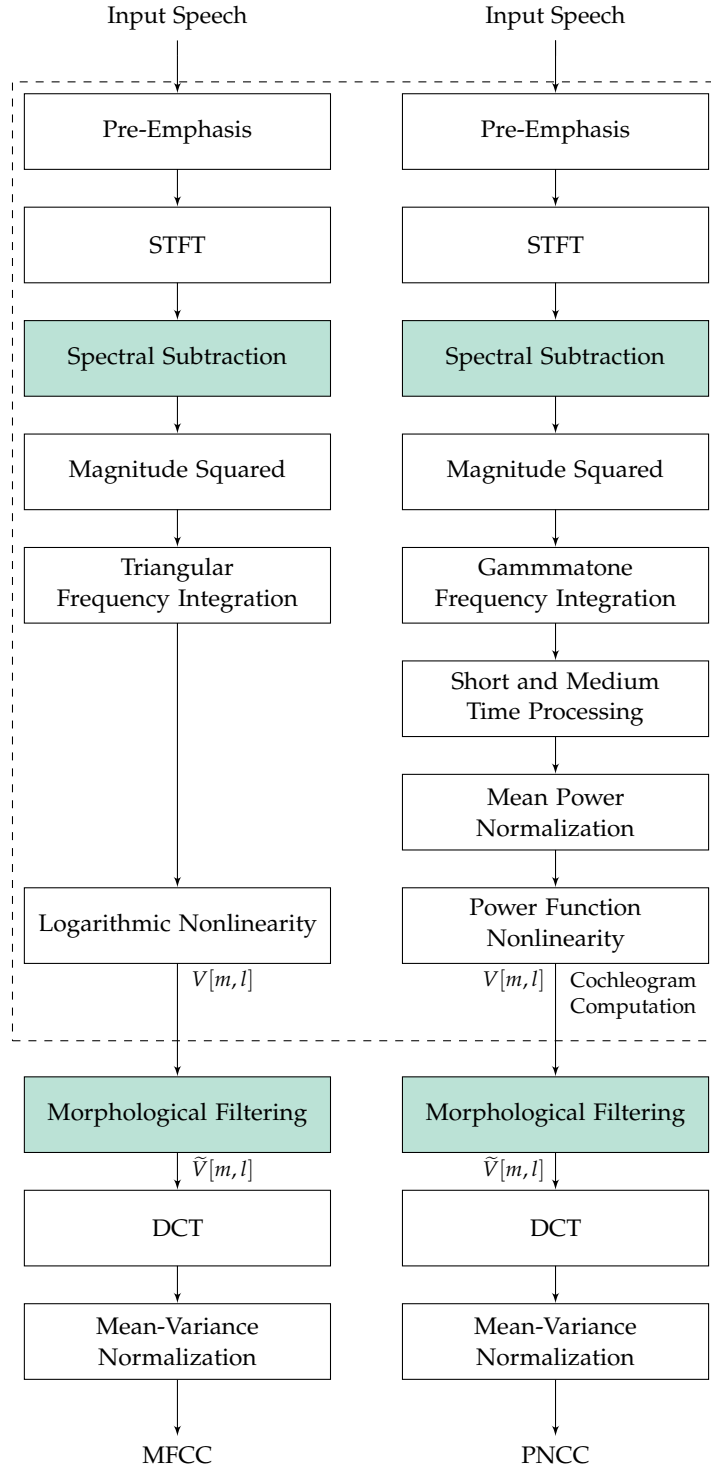 Input Speech
Pre-Emphasis
STFT
Spectral Subtraction
Magnitude Squared
Triangular
Frequency Integration
Logarithmic Nonlinearity
V[m, l]
Morphological Filtering
Ṽ[m, l]
DCT
Mean-Variance
Normalization
MFCC
Input Speech
Pre-Emphasis
STFT
Spectral Subtraction
Magnitude Squared
Gammmatone
Frequency Integration
Short and Medium
Time Processing
Mean Power
Normalization
Power Function
Nonlinearity
V[m, l]
Cochleogram
Computation
Morphological Filtering
Ṽ[m, l]
DCT
Mean-Variance
Normalization
PNCC